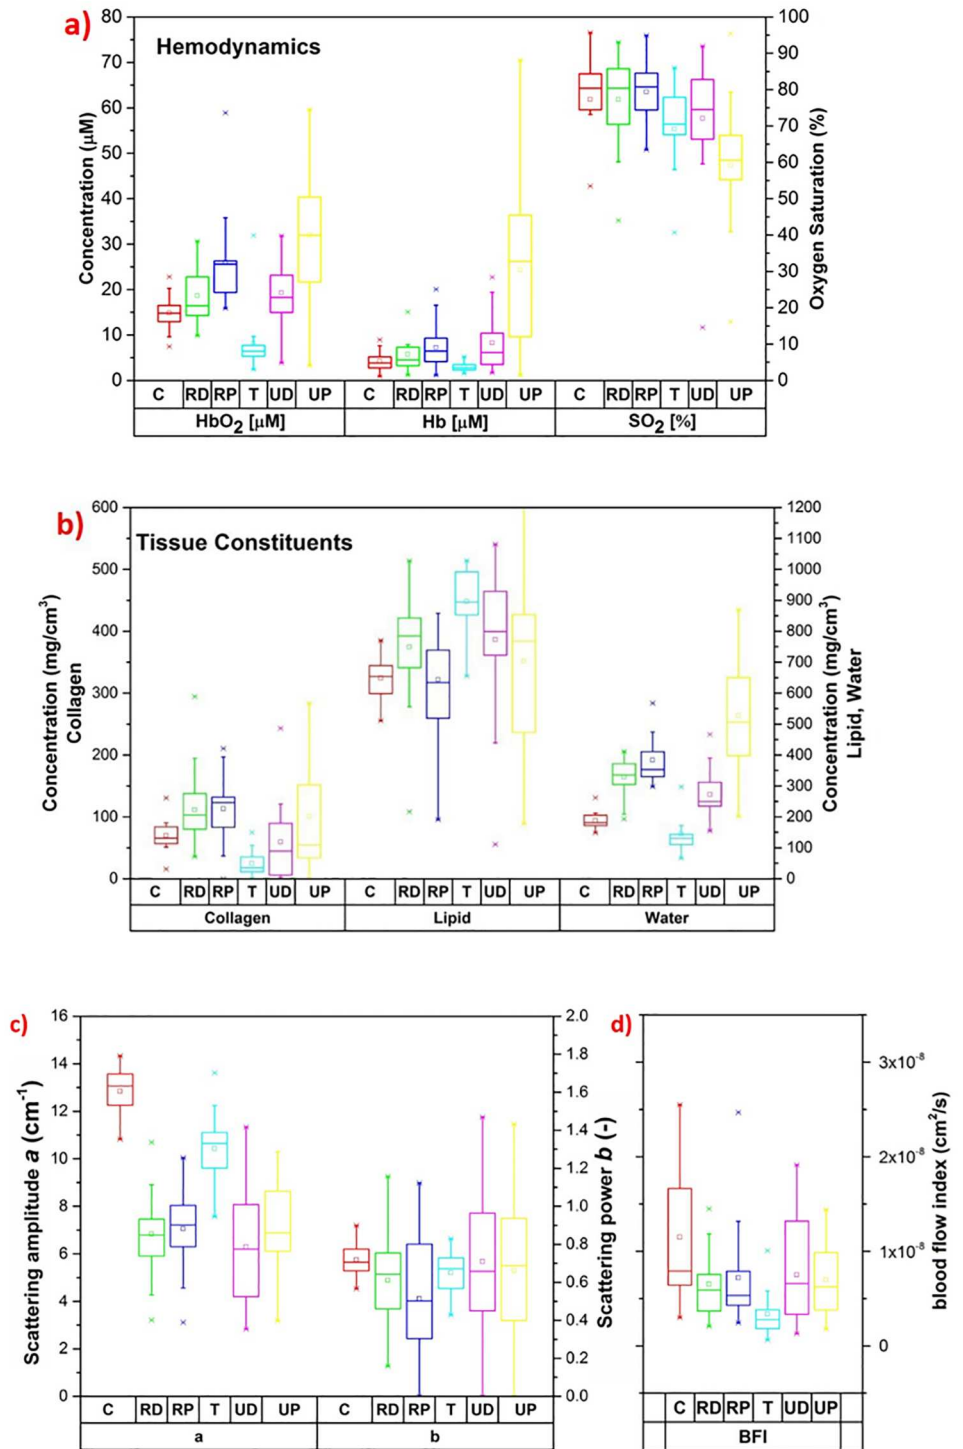 a)
Hemodynamics
Concentration (μM)
80
70
60
50
40
30
20
10
0
Oxygen Saturation (%)
100
90
80
70
60
50
40
30
20
10
0
C RD RP T UD UP C RD RP T UD UP C RD RP T UD UP
HbO2 [μM] Hb [μM] SO2 [%]
b)
Tissue Constituents
Concentration (mg/cm³)
Collagen
600
500
400
300
200
100
0
Concentration (mg/cm³)
Lipid, Water
1200
1100
1000
900
800
700
600
500
400
300
200
100
0
C RD RP T UD UP C RD RP T UD UP C RD RP T UD UP
Collagen Lipid Water
c)
Scattering amplitude a (cm⁻¹)
16
14
12
10
8
6
4
2
0
Scattering power b (-)
2.0
1.8
1.6
1.4
1.2
1.0
0.8
0.6
0.4
0.2
0.0
C RD RP T UD UP C RD RP T UD UP
a b
d)
blood flow index (cm²/s)
3x10⁻⁸
2x10⁻⁸
1x10⁻⁸
0
C RD RP T UD UP
BFI